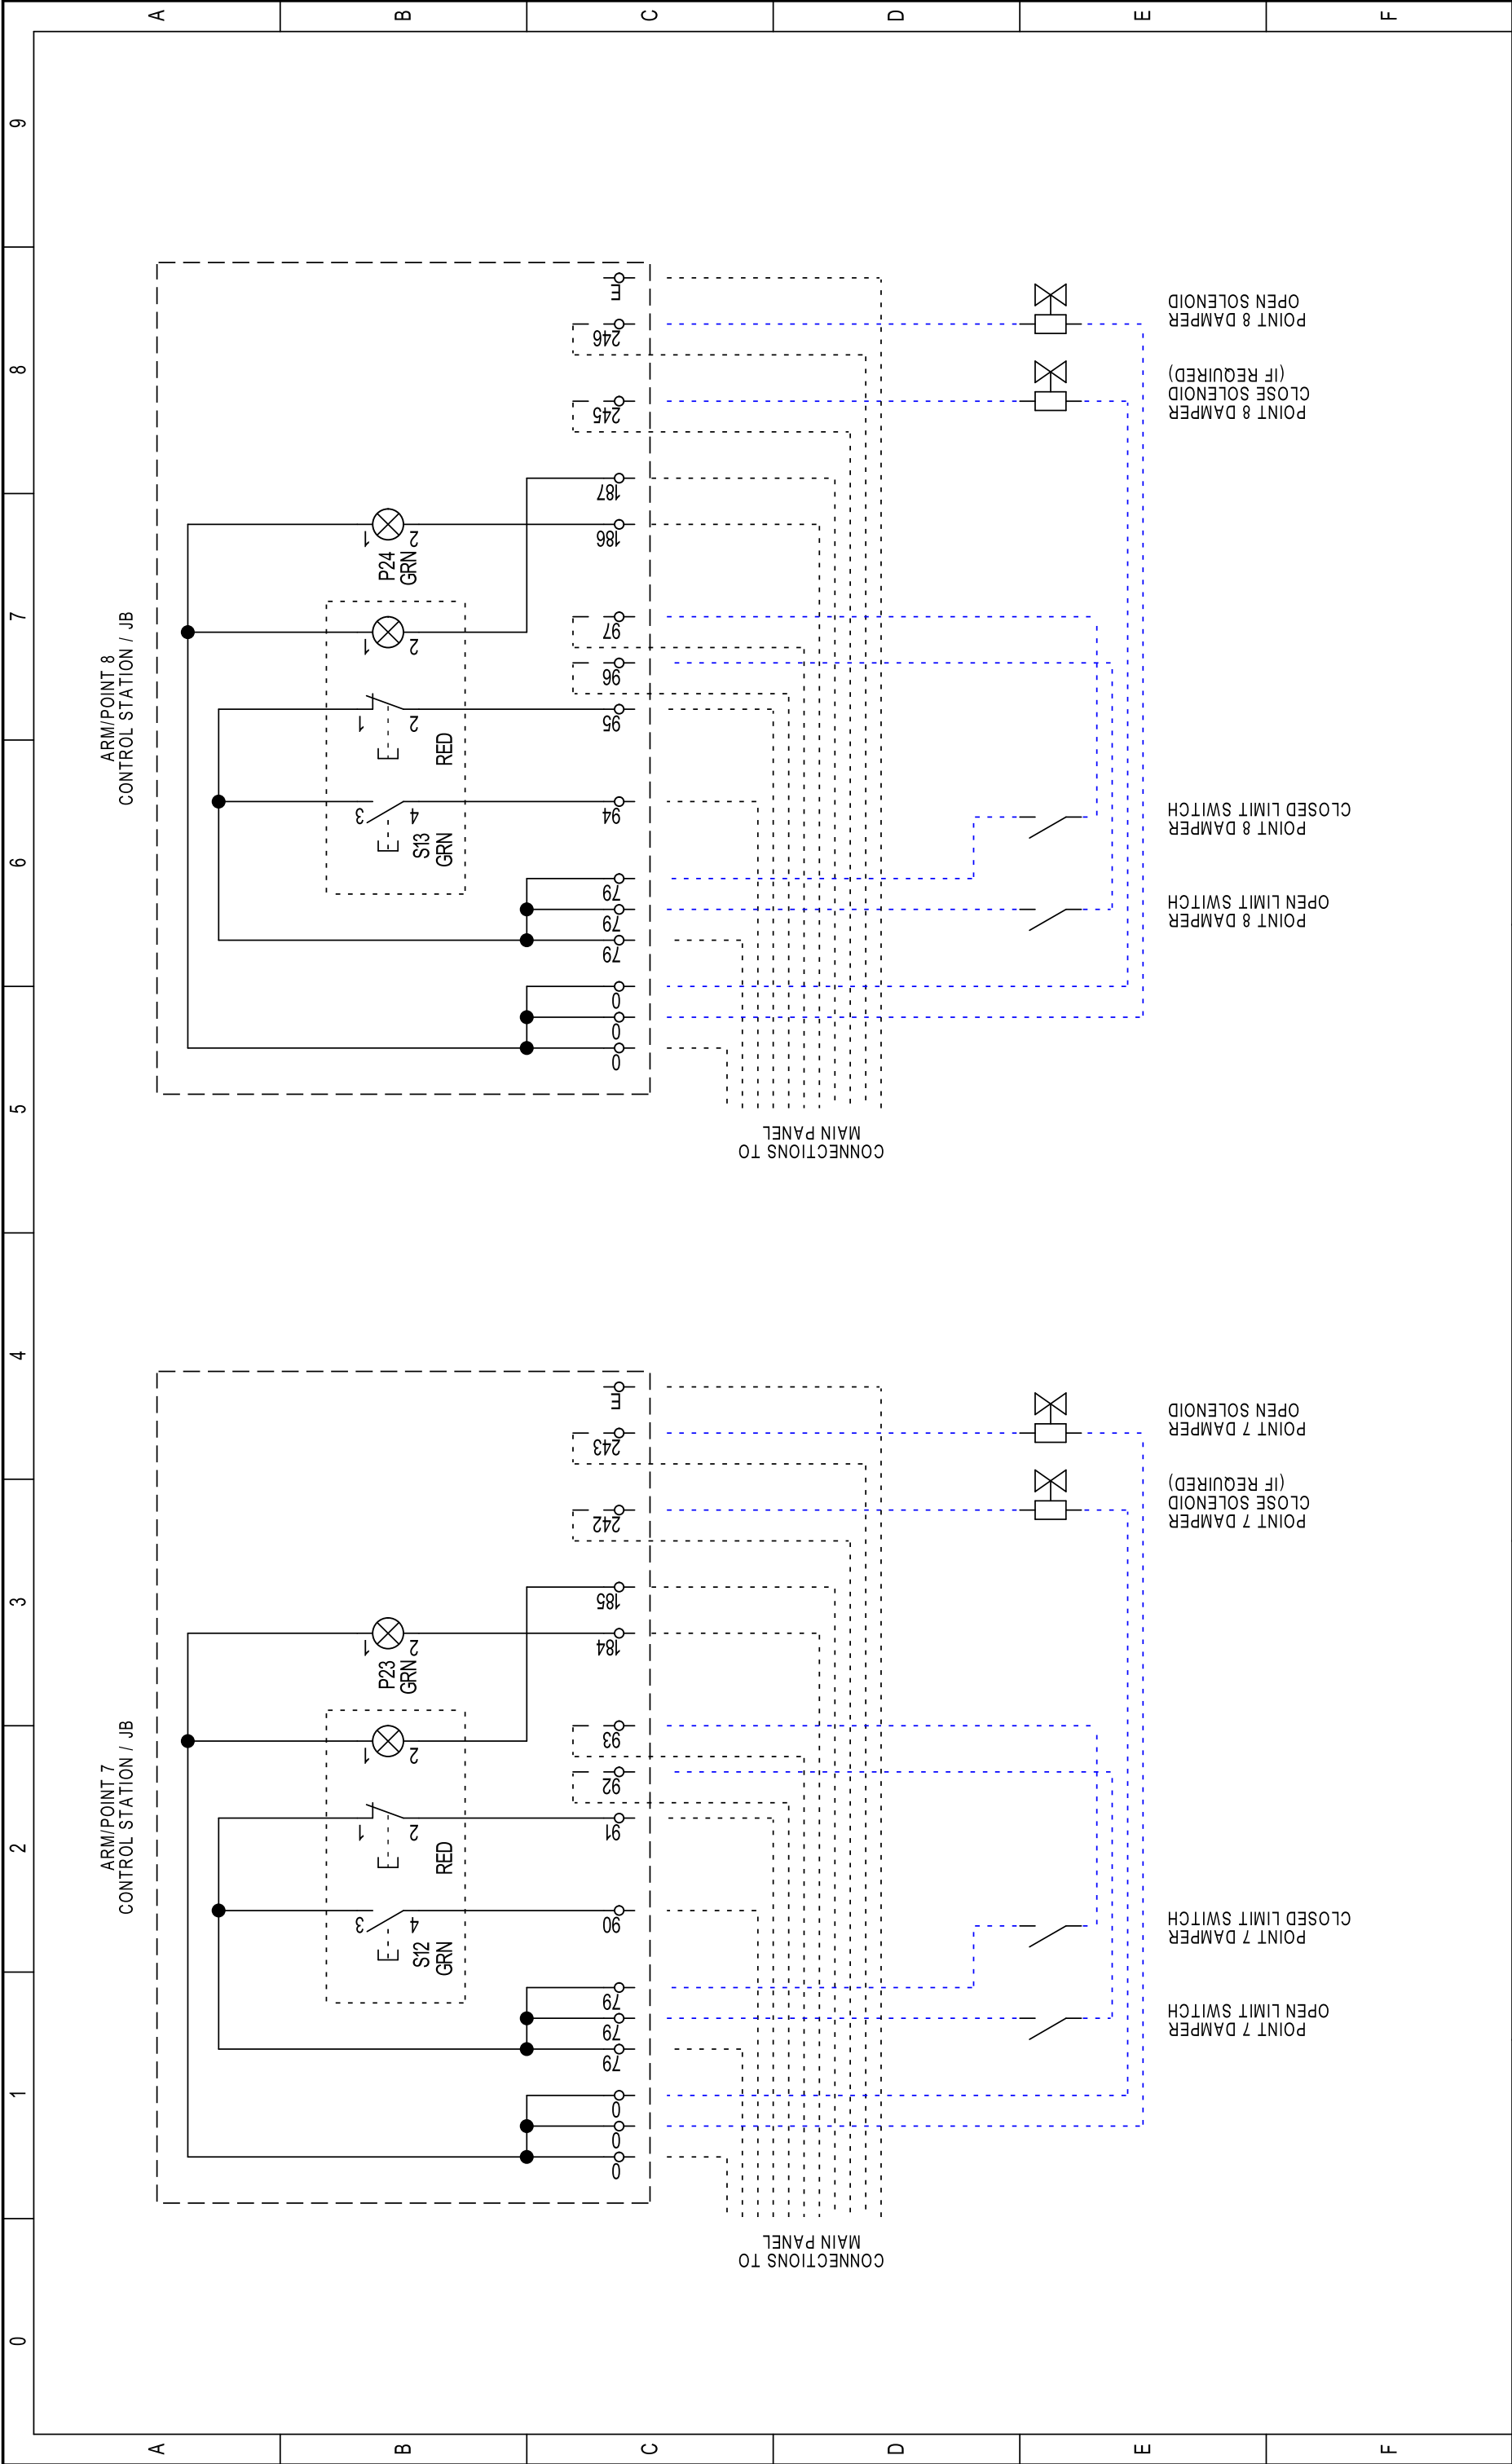 A
B
C
D
E
F
0
1
2
3
4
5
6
7
8
9
ARM/POINT 7
CONTROL STATION / JB
S12
GRN
3
4
RED
1
2
1
2
P23
GRN
1
2
0
0
0
79
79
79
90
91
92
93
184
185
242
243
E
CONNECTIONS TO
MAIN PANEL
POINT 7 DAMPER
OPEN LIMIT SWITCH
POINT 7 DAMPER
CLOSED LIMIT SWITCH
POINT 7 DAMPER
CLOSE SOLENOID
(IF REQUIRED)
POINT 7 DAMPER
OPEN SOLENOID
ARM/POINT 8
CONTROL STATION / JB
S13
GRN
3
4
RED
1
2
1
2
P24
GRN
1
2
0
0
0
79
79
79
94
95
96
97
186
187
245
246
E
CONNECTIONS TO
MAIN PANEL
POINT 8 DAMPER
OPEN LIMIT SWITCH
POINT 8 DAMPER
CLOSED LIMIT SWITCH
POINT 8 DAMPER
CLOSE SOLENOID
(IF REQUIRED)
POINT 8 DAMPER
OPEN SOLENOID
A
B
C
D
E
F